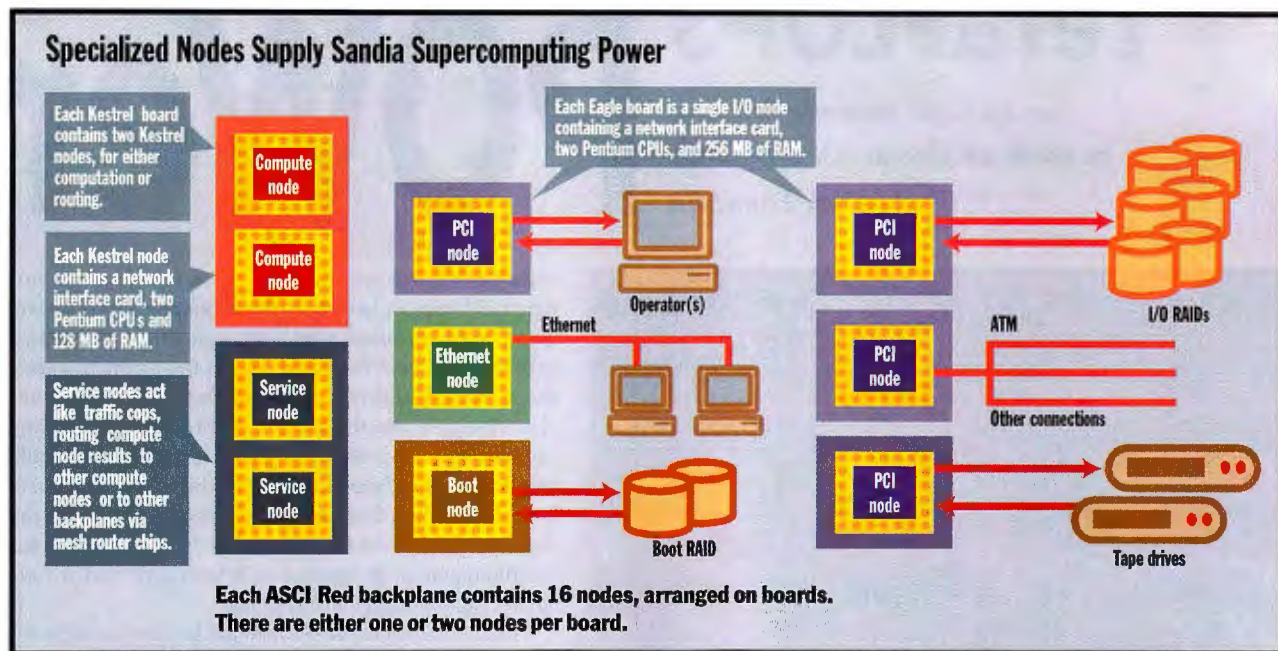 Specialized Nodes Supply Sandia Supercomputing Power
Each Kestrel board
contains two Kestrel
nodes, for either
computation or
routing.
Each Kestrel node
contains a network
interface card, two
Pentium CPUs and
128 MB of RAM.
Service nodes act
like traffic cops,
routing compute
node results to
other compute
nodes or to other
backplanes via
mesh router chips.
Compute
node
Compute
node
Service
node
Service
node
Each Eagle board is a single I/O node
containing a network interface card,
two Pentium CPUs, and 256 MB of RAM.
PCI
node
Operator(s)
Ethernet
node
Ethernet
Boot
node
Boot RAID
PCI
node
I/O RAIDs
PCI
node
ATM
Other connections
PCI
node
Tape drives
Each ASCI Red backplane contains 16 nodes, arranged on boards.
There are either one or two nodes per board.